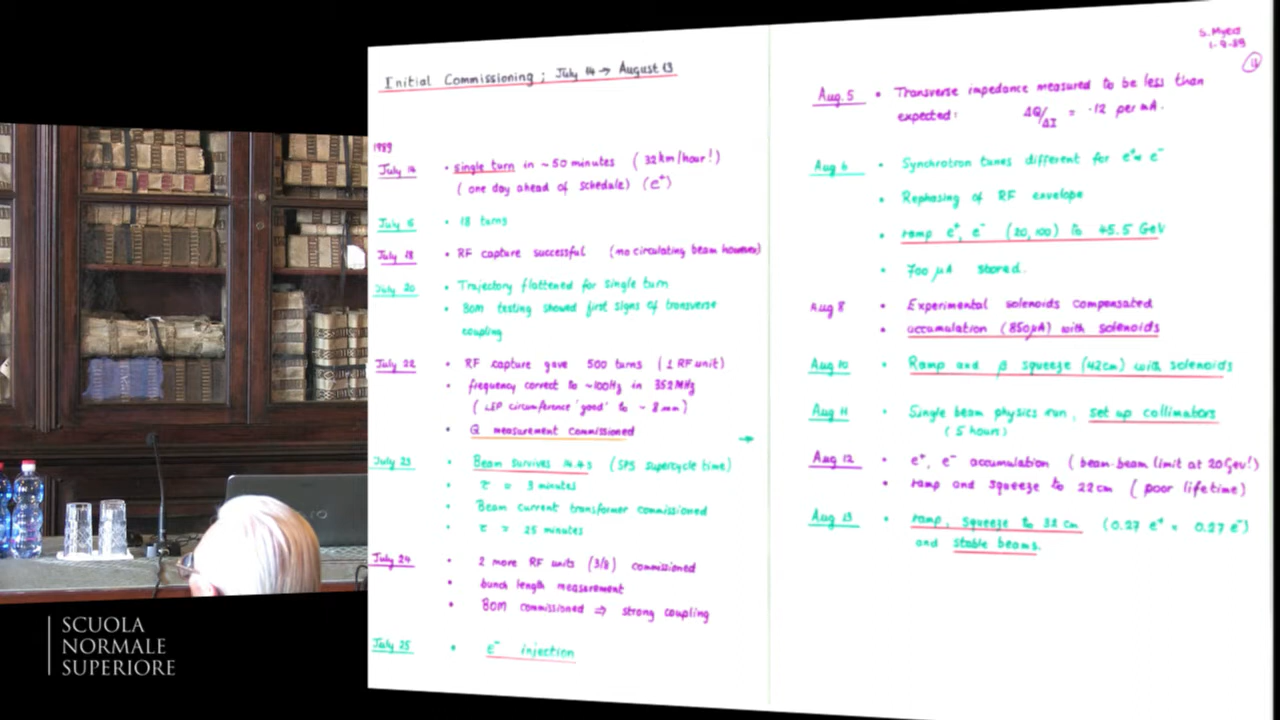 Initial Commissioning ; July 14 → August 13
1989
July 14 • single turn in ~50 minutes ( 32 km/hour!)
( one day ahead of schedule) (e⁺)
July 15 • 18 turns
July 18 • RF capture successful (no circulating beam however)
July 20 • Trajectory flattened for single turn
• BOM testing showed first signs of transverse
coupling
July 22 • RF capture gave 500 turns ( 1 RF unit)
• frequency correct to ~100Hz in 352 MHz
( LEP circumference 'good' to ~ 8 mm)
• Q measurement commissioned
July 23 • Beam survives 14.4 s (SPS supercycle time)
• τ = 3 minutes
• Beam current transformer commissioned
• τ = 25 minutes
July 24 • 2 more RF units (3/8) commissioned
• bunch length measurement
• BOM commissioned ⇒ strong coupling
July 25 • e⁻ injection
S. Myers
1-9-89
Aug. 5 • Transverse impedance measured to be less than
expected: ΔQ/ΔI = .12 per mA.
Aug • Synchrotron tunes different for e⁺ e⁻
• Rephasing of RF envelope
• ramp e⁺, e⁻ (20, 100) to 45.5 GeV
• 700 μA stored.
Aug 8 • Experimental solenoids compensated
• accumulation (850μA) with solenoids
Aug 10 • Ramp and β squeeze (42cm) with solenoids
→ Aug 11 • Single beam physics run, set up collimators
( 5 hours)
Aug 12 • e⁺, e⁻ accumulation ( beam-beam limit at 20 GeV!)
• ramp and squeeze to 22 cm ( poor lifetime)
Aug 13 • ramp, squeeze to 32 cm (0.27 e⁺ 0.27 e⁻)
and stable beams.
SCUOLA
NORMALE
SUPERIORE